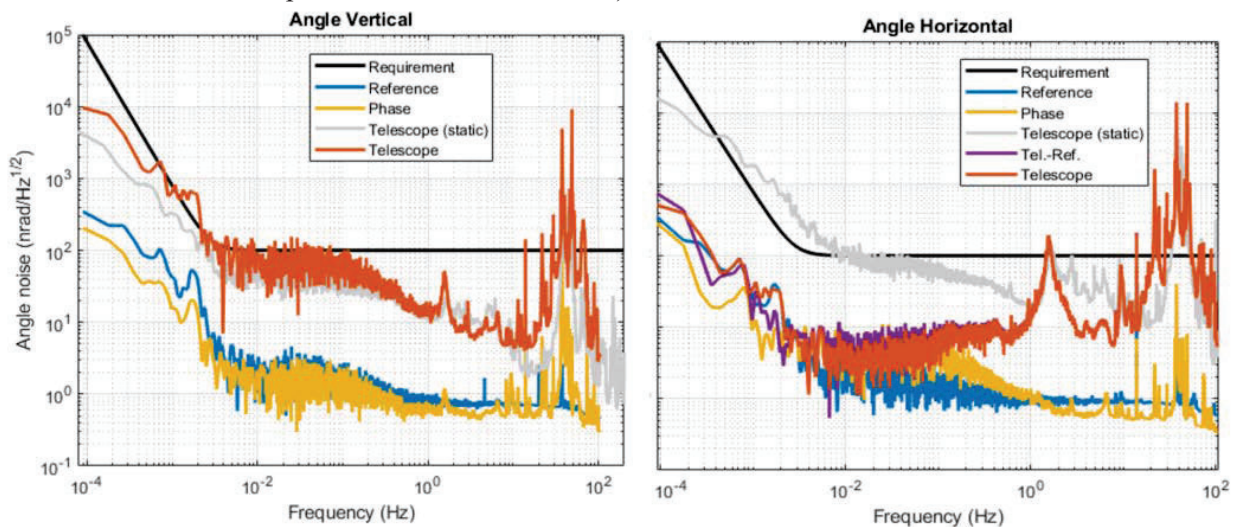 Angle Vertical
10^5
10^4
10^3
10^2
10^1
10^0
10^-1
Angle noise (nrad/Hz^1/2)
Requirement
Reference
Phase
Telescope (static)
Telescope
10^-4
10^-2
10^0
10^2
Frequency (Hz)
Angle Horizontal
Requirement
Reference
Phase
Telescope (static)
Tel.-Ref.
Telescope
10^-4
10^-2
10^0
10^2
Frequency (Hz)